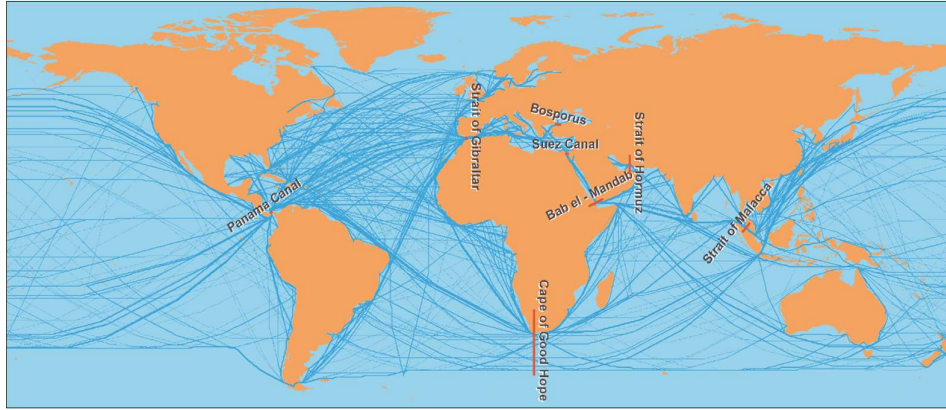 Strait of Gibraltar
Bosporus
Suez Canal
Strait of Hormuz
Bab el - Mandab
Panama Canal
Strait of Malacca
Cape of Good Hope